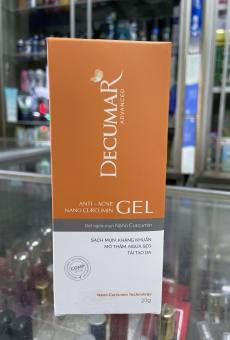 DECUMAR
ADVANCED
ANTI - ACNE
NANO CURCUMIN GEL
Gel ngừa mụn Nano Curcumin
SẠCH MỤN, KHÁNG KHUẨN
MỜ THÂM, NGỪA SẸO
TÁI TẠO DA
CGMP
Nano Curcumin Technology
20g